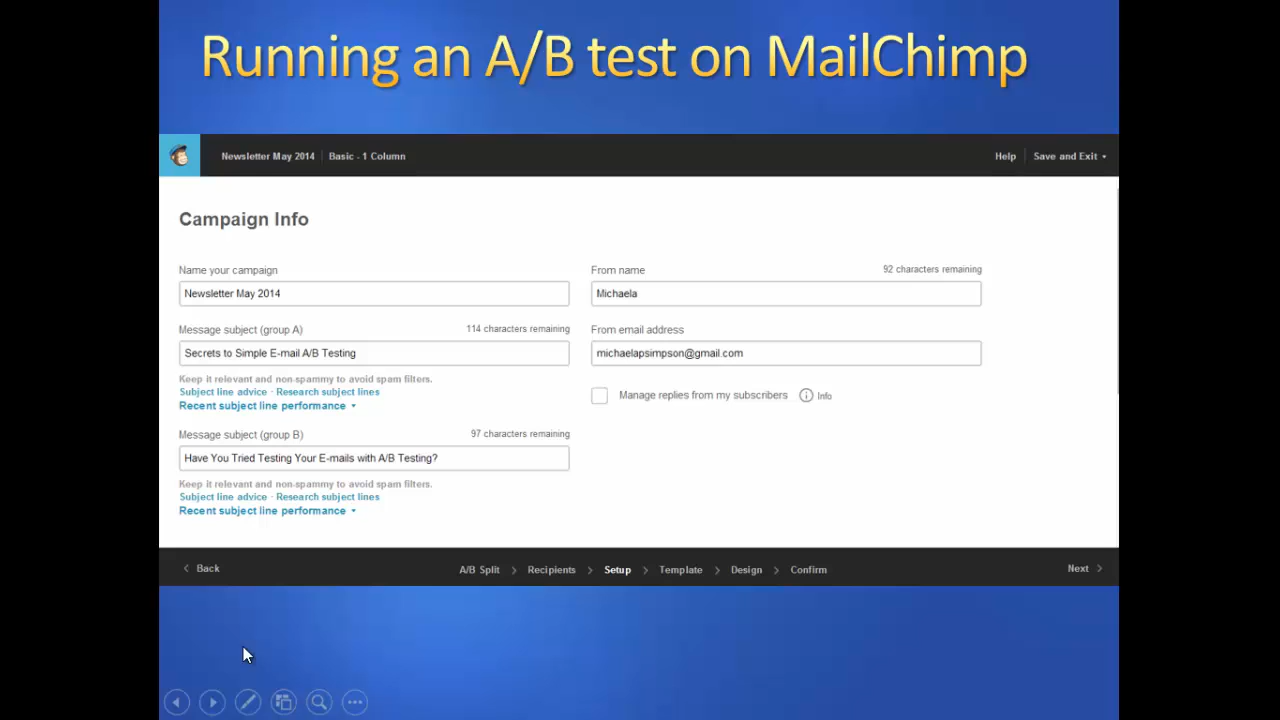 Running an A/B test on MailChimp
Newsletter May 2014 | Basic - 1 Column
Help
Save and Exit
Campaign Info
Name your campaign
Newsletter May 2014
From name
92 characters remaining
Michaela
Message subject (group A)
114 characters remaining
Secrets to Simple E-mail A/B Testing
Keep it relevant and non-spammy to avoid spam filters.
Subject line advice · Research subject lines
Recent subject line performance
From email address
michaelapsimpson@gmail.com
Manage replies from my subscribers
Info
Message subject (group B)
97 characters remaining
Have You Tried Testing Your E-mails with A/B Testing?
Keep it relevant and non-spammy to avoid spam filters.
Subject line advice · Research subject lines
Recent subject line performance
< Back
A/B Split > Recipients > Setup > Template > Design > Confirm
Next >